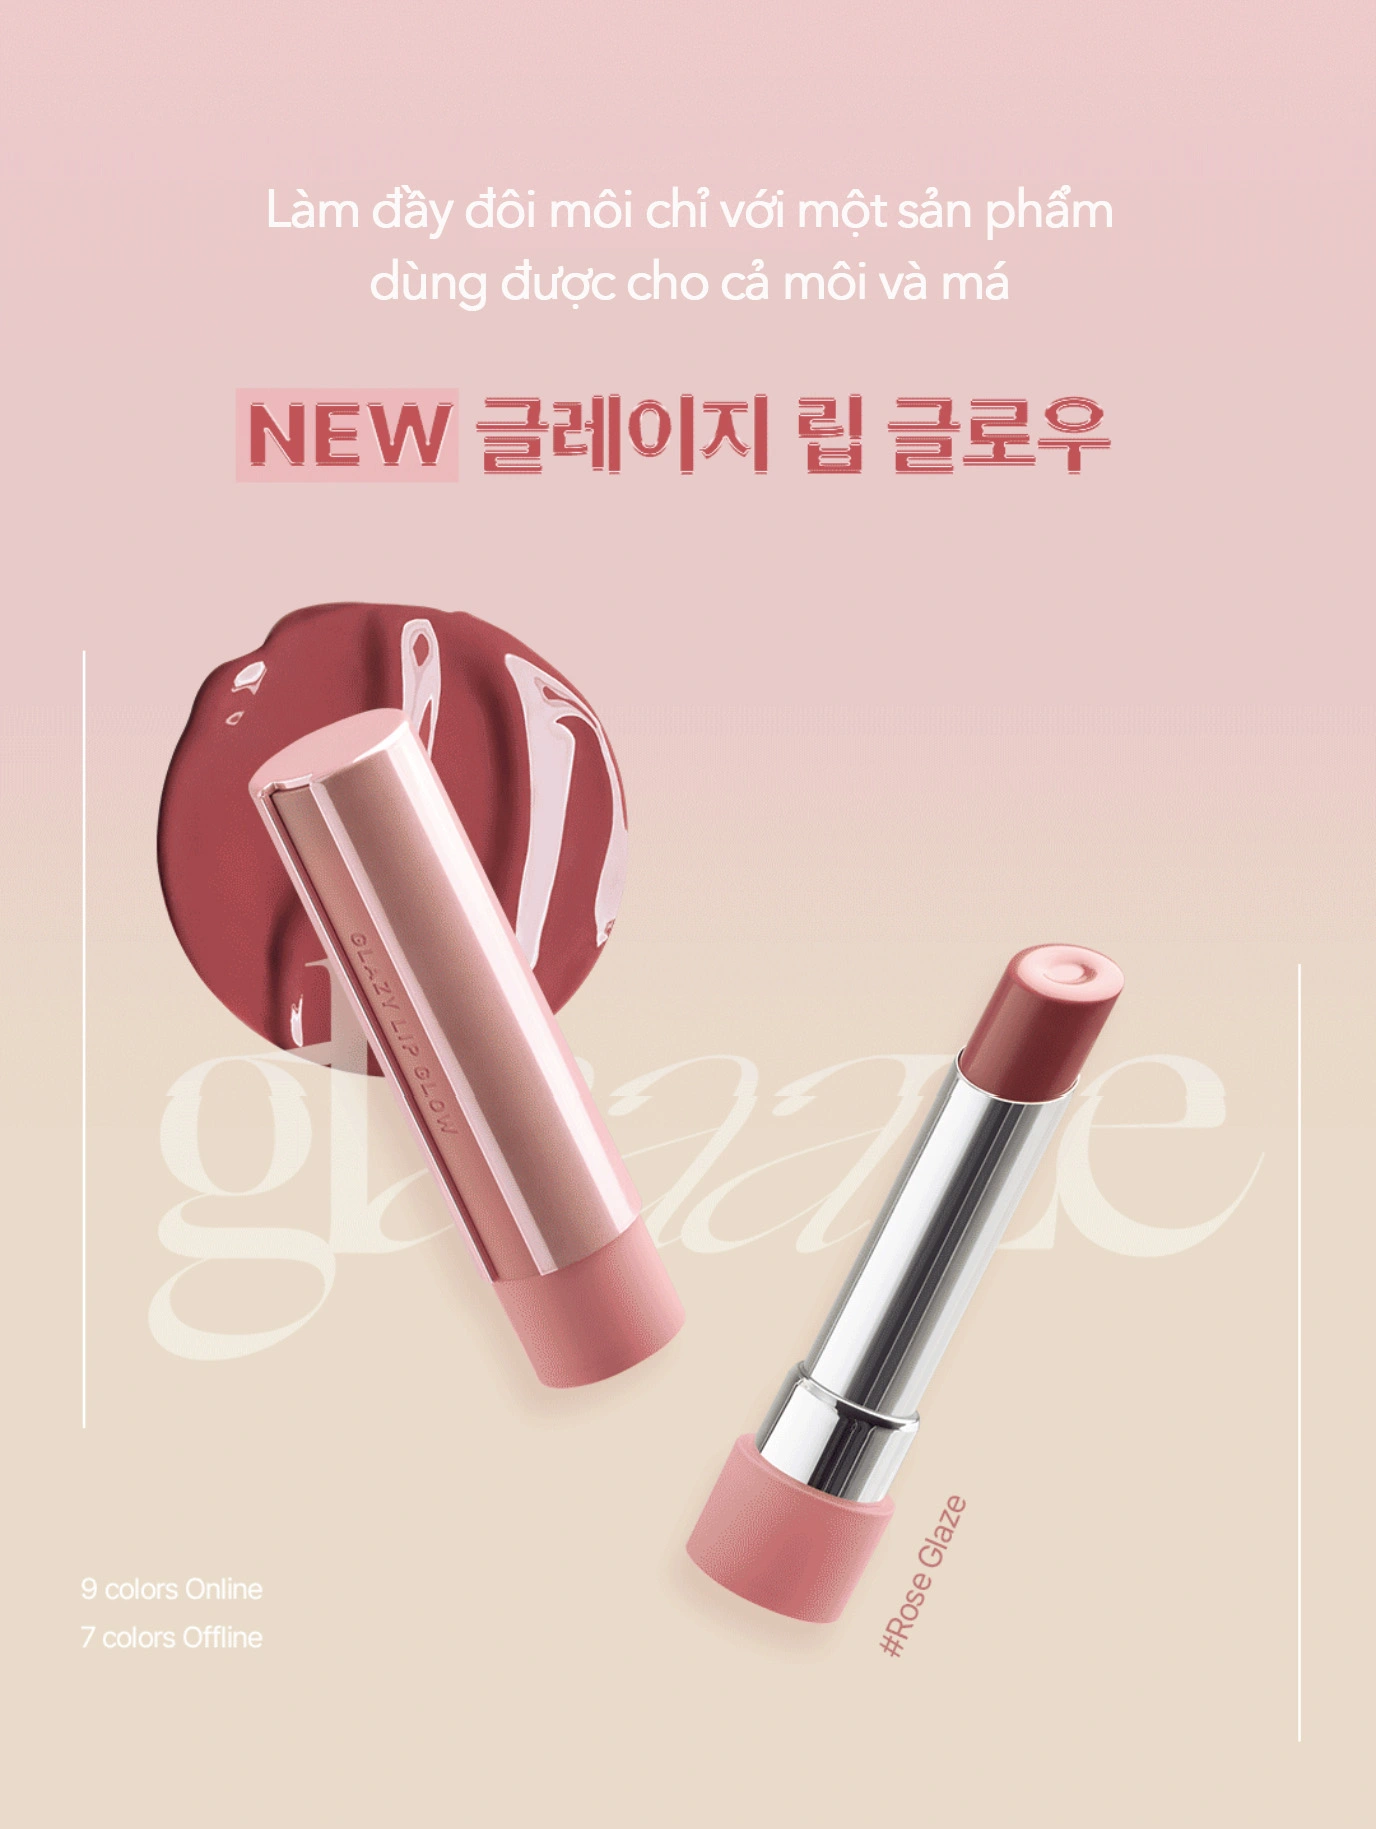 Làm đầy đôi môi chỉ với một sản phẩm
dùng được cho cả môi và má
NEW 글레이지 립 글로우
GLAZY LIP GLOW
#Rose Glaze
9 colors Online
7 colors Offline